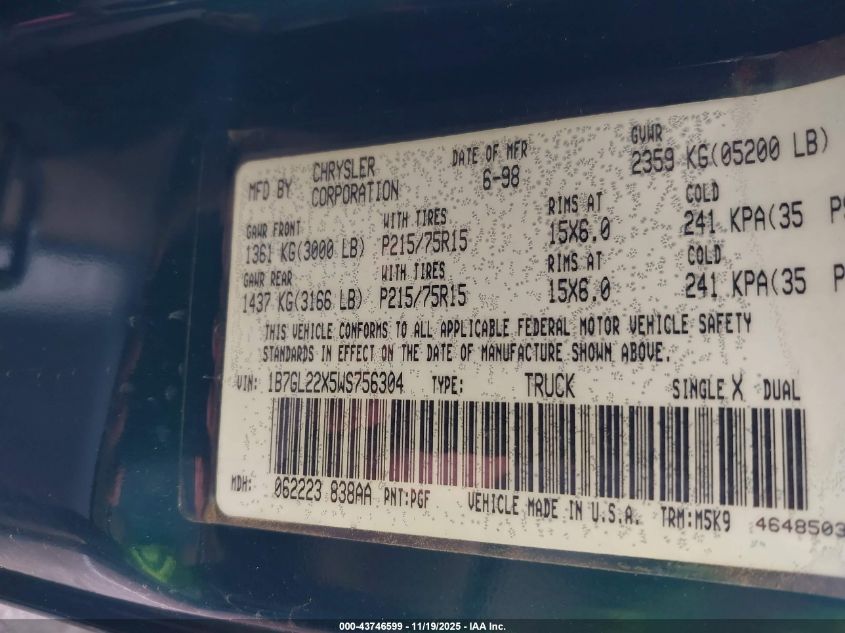 MFD BY CHRYSLER CORPORATION DATE OF MFR 6-98 GVWR 2359 KG(05200 LB)
GAWR FRONT WITH TIRES RIMS AT COLD
1361 KG(3000 LB) P215/75R15 15X6.0 241 KPA(35
GAWR REAR WITH TIRES RIMS AT COLD
1437 KG(3166 LB) P215/75R15 15X6.0 241 KPA(35
THIS VEHICLE CONFORMS TO ALL APPLICABLE FEDERAL MOTOR VEHICLE SAFETY
STANDARDS IN EFFECT ON THE DATE OF MANUFACTURE SHOWN ABOVE.
VIN: 1B7GL22X5WS756304 TYPE: TRUCK SINGLE X DUAL
MDH: 062223 838AA PNT:PGF VEHICLE MADE IN U.S.A. TRM:M5K9 4648503
000-43746599 - 11/19/2025 - IAA Inc.